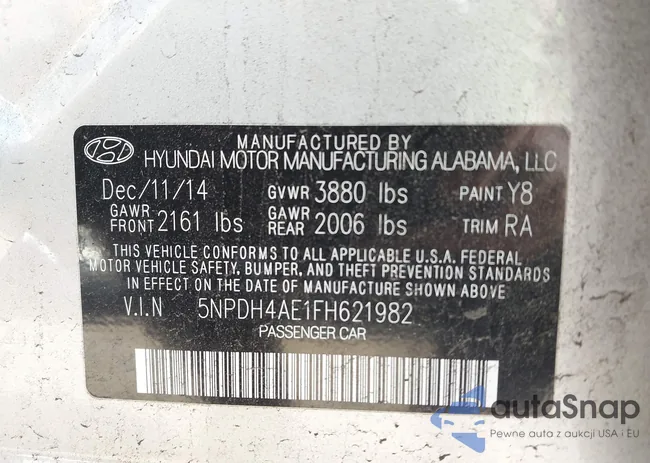 MANUFACTURED BY
HYUNDAI MOTOR MANUFACTURING ALABAMA, LLC
Dec/11/14 GVWR 3880 lbs PAINT Y8
GAWR FRONT 2161 lbs GAWR REAR 2006 lbs TRIM RA
THIS VEHICLE CONFORMS TO ALL APPLICABLE U.S.A. FEDERAL
MOTOR VEHICLE SAFETY, BUMPER, AND THEFT PREVENTION STANDARDS
IN EFFECT ON THE DATE OF MANUFACTURE SHOWN ABOVE.
V.I.N 5NPDH4AE1FH621982
PASSENGER CAR
autaSnap
Pewne auta z aukcji USA i EU